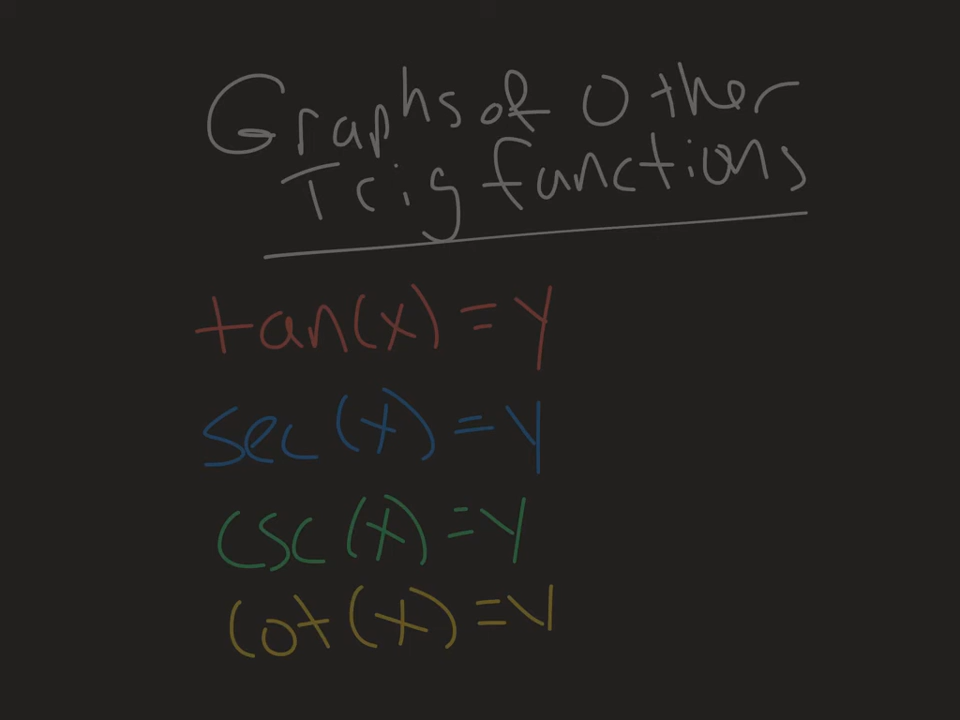 Graphs of Other
Trig functions
tan(x)=y
sec(x)=y
csc(x)=y
cot(x)=y